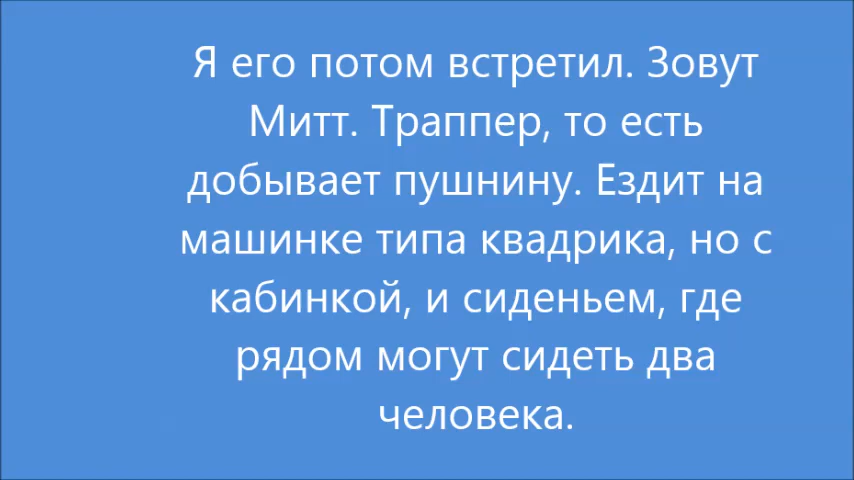 Я его потом встретил. Зовут
Митт. Траппер, то есть
добывает пушнину. Ездит на
машинке типа квадрика, но с
кабинкой, и сиденьем, где
рядом могут сидеть два
человека.